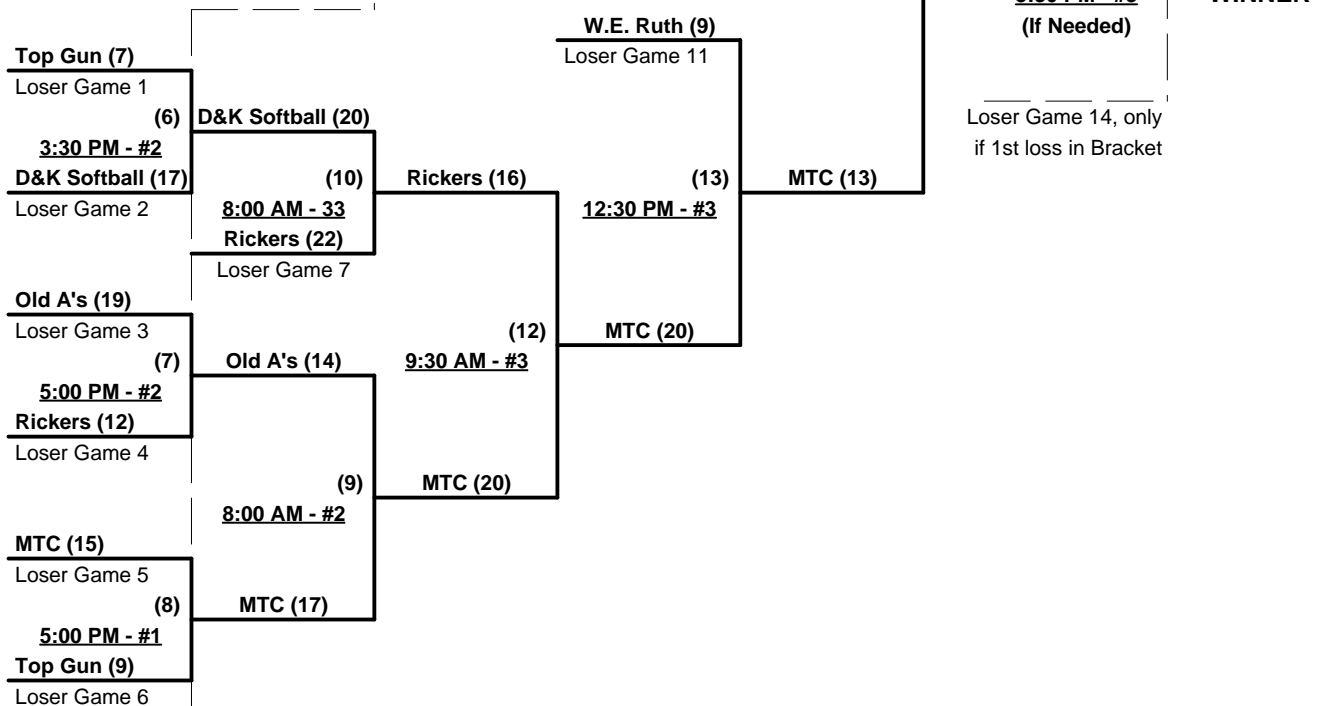 W.E. Ruth (9)
(If Needed)
Top Gun (7)
Loser Game 11
Loser Game 1
(6)
D&K Softball (20)
Loser Game 14, only
3:30 PM - #2
if 1st loss in Bracket
D&K Softball (17)
(10)
Rickers (16)
(13)
MTC (13)
Loser Game 2
8:00 AM - 33
12:30 PM - #3
Rickers (22)
Loser Game 7
Old A's (19)
Loser Game 3
(12)
MTC (20)
(7)
Old A's (14)
9:30 AM - #3
5:00 PM - #2
Rickers (12)
Loser Game 4
(9)
MTC (20)
8:00 AM - #2
MTC (15)
Loser Game 5
(8)
MTC (17)
5:00 PM - #1
Top Gun (9)
Loser Game 6